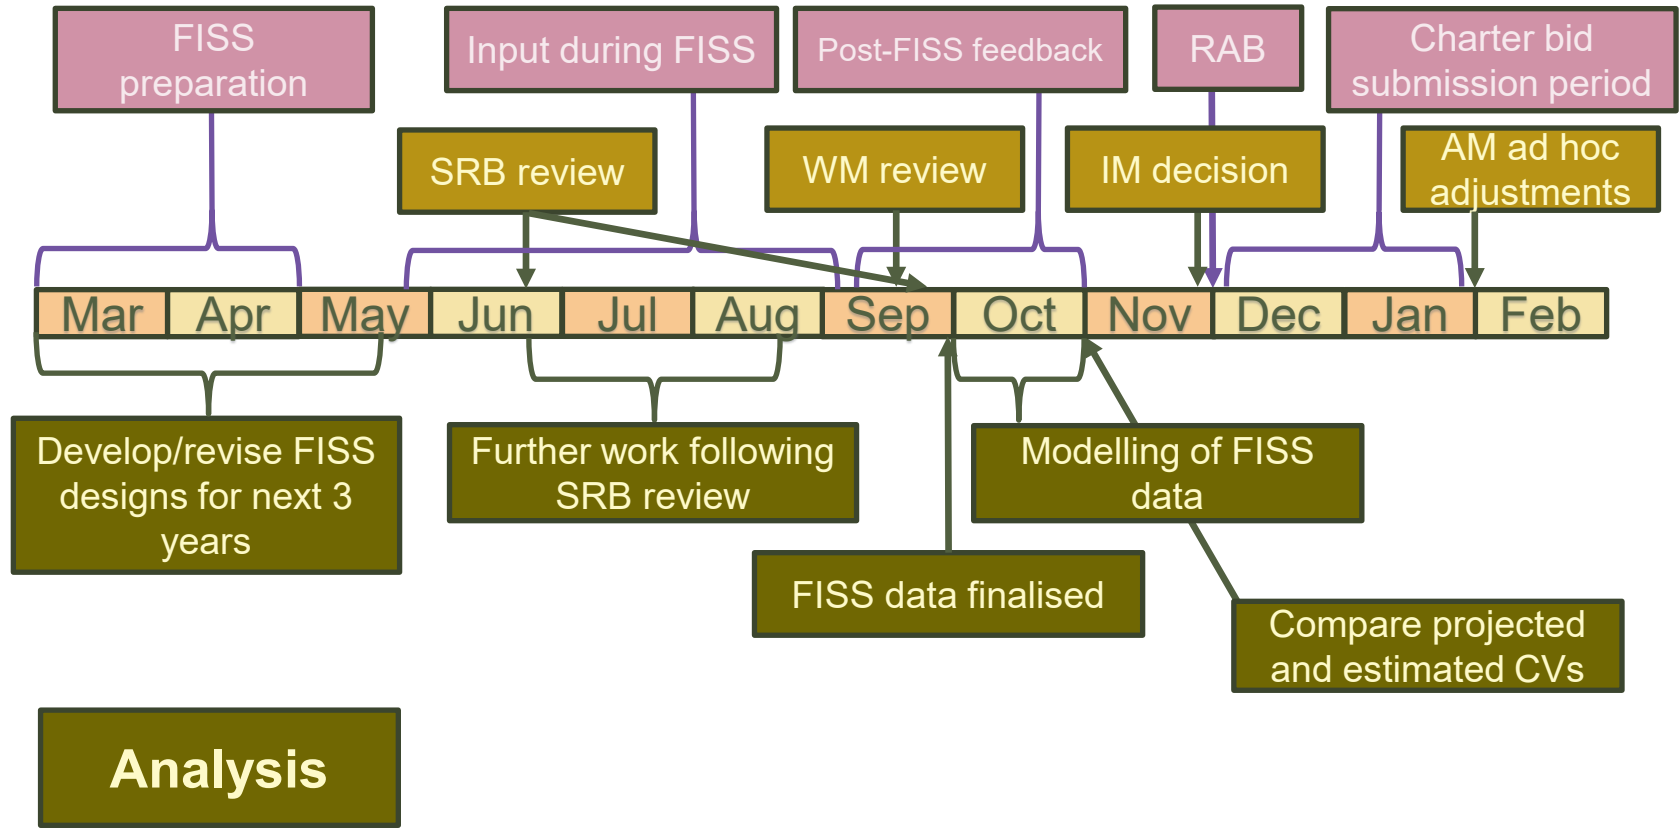 FISS
preparation
Input during FISS
Post-FISS feedback
RAB
Charter bid
submission period
SRB review
WM review
IM decision
AM ad hoc
adjustments
Mar Apr May Jun Jul Aug Sep Oct Nov Dec Jan Feb
Develop/revise FISS
designs for next 3
years
Further work following
SRB review
Modelling of FISS
data
FISS data finalised
Compare projected
and estimated CVs
Analysis